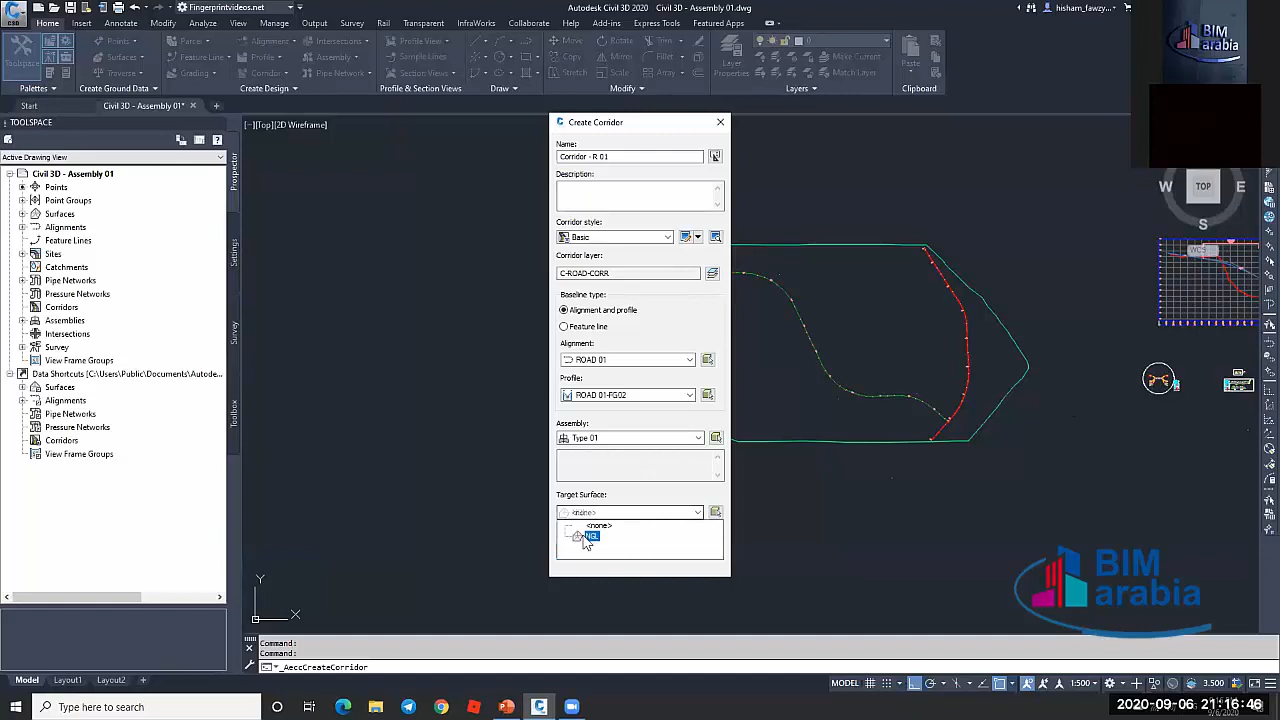 Fingerprintvideos.net
Autodesk Civil 3D 2020 Civil 3D - Assembly 01.dwg
hisham_fawzy...
C3D
Home Insert Annotate Modify Analyze View Manage Output Survey Rail Transparent InfraWorks Collaborate Help Add-ins Express Tools Featured Apps
Toolspace
Points Surfaces Traverse
Parcel Feature Line Grading
Alignment Profile Corridor
Intersections Assembly Pipe Network
Profile View Sample Lines Section Views
Move Copy Stretch
Rotate Mirror Scale
Trim Fillet Array
Layer Properties
0
Make Current
Match Layer
Paste
Palettes Create Ground Data Create Design Profile & Section Views Draw Modify Layers Clipboard
BIM arabia
Start Civil 3D - Assembly 01*
TOOLSPACE
Active Drawing View
Civil 3D - Assembly 01
Points
Point Groups
Surfaces
Alignments
Feature Lines
Sites
Catchments
Pipe Networks
Pressure Networks
Corridors
Assemblies
Intersections
Survey
View Frame Groups
Data Shortcuts [C:\Users\Public\Documents\Autode...
Surfaces
Alignments
Pipe Networks
Pressure Networks
Corridors
View Frame Groups
Prospector
Settings
Survey
Toolbox
[-][Top][2D Wireframe]
Create Corridor
Name:
Corridor - R 01
Description:
Corridor style:
Basic
Corridor layer:
C-ROAD-CORR
Baseline type:
Alignment and profile
Feature line
Alignment:
ROAD 01
Profile:
ROAD 01-FG02
Assembly:
Type 01
Target Surface:
<none>
<none>
NGL
W TOP E
S
WCS
Y
X
BIM
arabia
Command:
Command:
_AeccCreateCorridor
Model Layout1 Layout2
MODEL
1:500
3.500
Type here to search
2020-09-06 21:16:46
9/6/2020